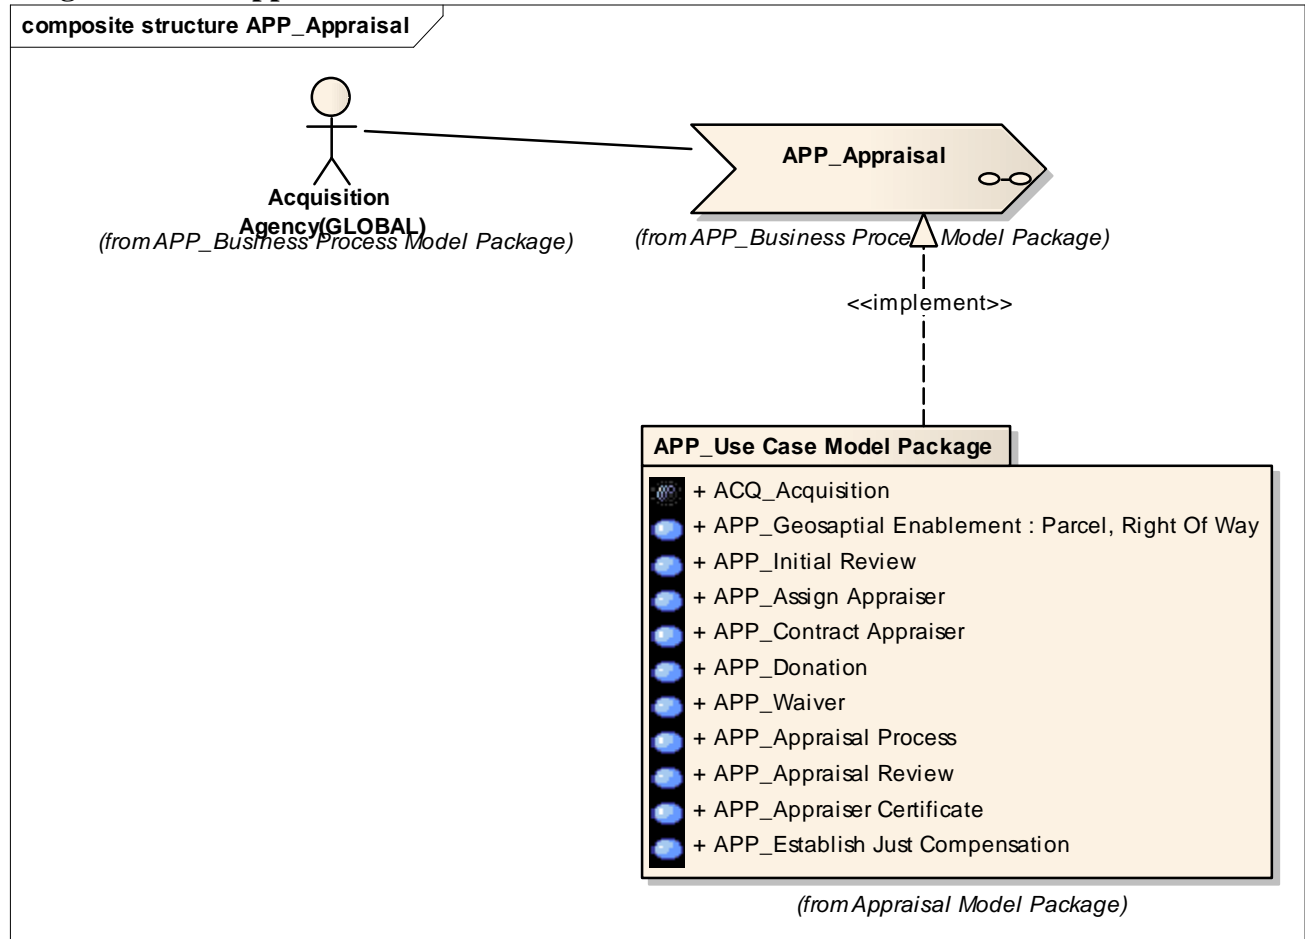 composite structure APP_Appraisal
Acquisition
Agency(GLOBAL)
(from APP_Business Process Model Package)
APP_Appraisal
(from APP_Business Process Model Package)
<<implement>>
APP_Use Case Model Package
+ ACQ_Acquisition
+ APP_Geosaptial Enablement : Parcel, Right Of Way
+ APP_Initial Review
+ APP_Assign Appraiser
+ APP_Contract Appraiser
+ APP_Donation
+ APP_Waiver
+ APP_Appraisal Process
+ APP_Appraisal Review
+ APP_Appraiser Certificate
+ APP_Establish Just Compensation
(from Appraisal Model Package)